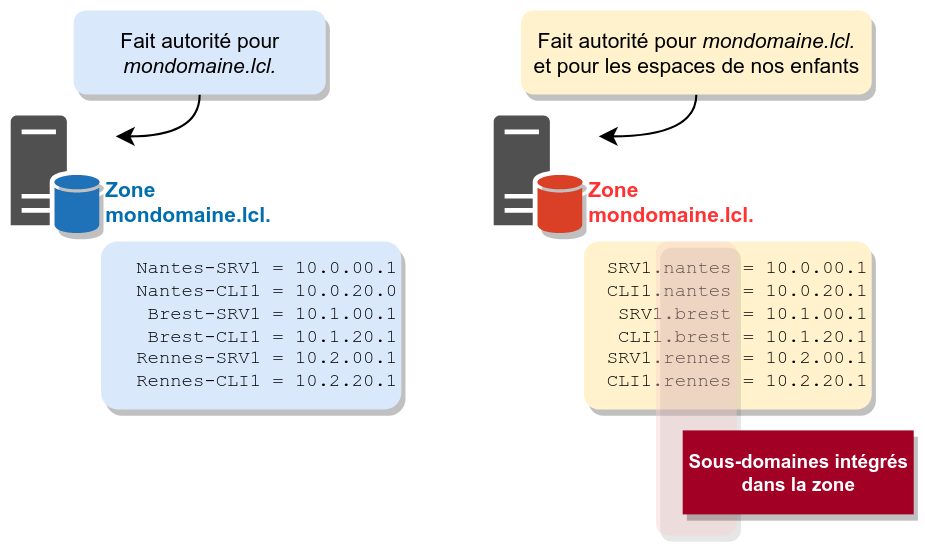 Fait autorité pour
mondomaine.lcl.
Zone
mondomaine.lcl.
Nantes-SRV1 = 10.0.00.1
Nantes-CLI1 = 10.0.20.0
Brest-SRV1 = 10.1.00.1
Brest-CLI1 = 10.1.20.1
Rennes-SRV1 = 10.2.00.1
Rennes-CLI1 = 10.2.20.1
Fait autorité pour mondomaine.lcl.
et pour les espaces de nos enfants
Zone
mondomaine.lcl.
SRV1.nantes = 10.0.00.1
CLI1.nantes = 10.0.20.1
SRV1.brest = 10.1.00.1
CLI1.brest = 10.1.20.1
SRV1.rennes = 10.2.00.1
CLI1.rennes = 10.2.20.1
Sous-domaines intégrés
dans la zone